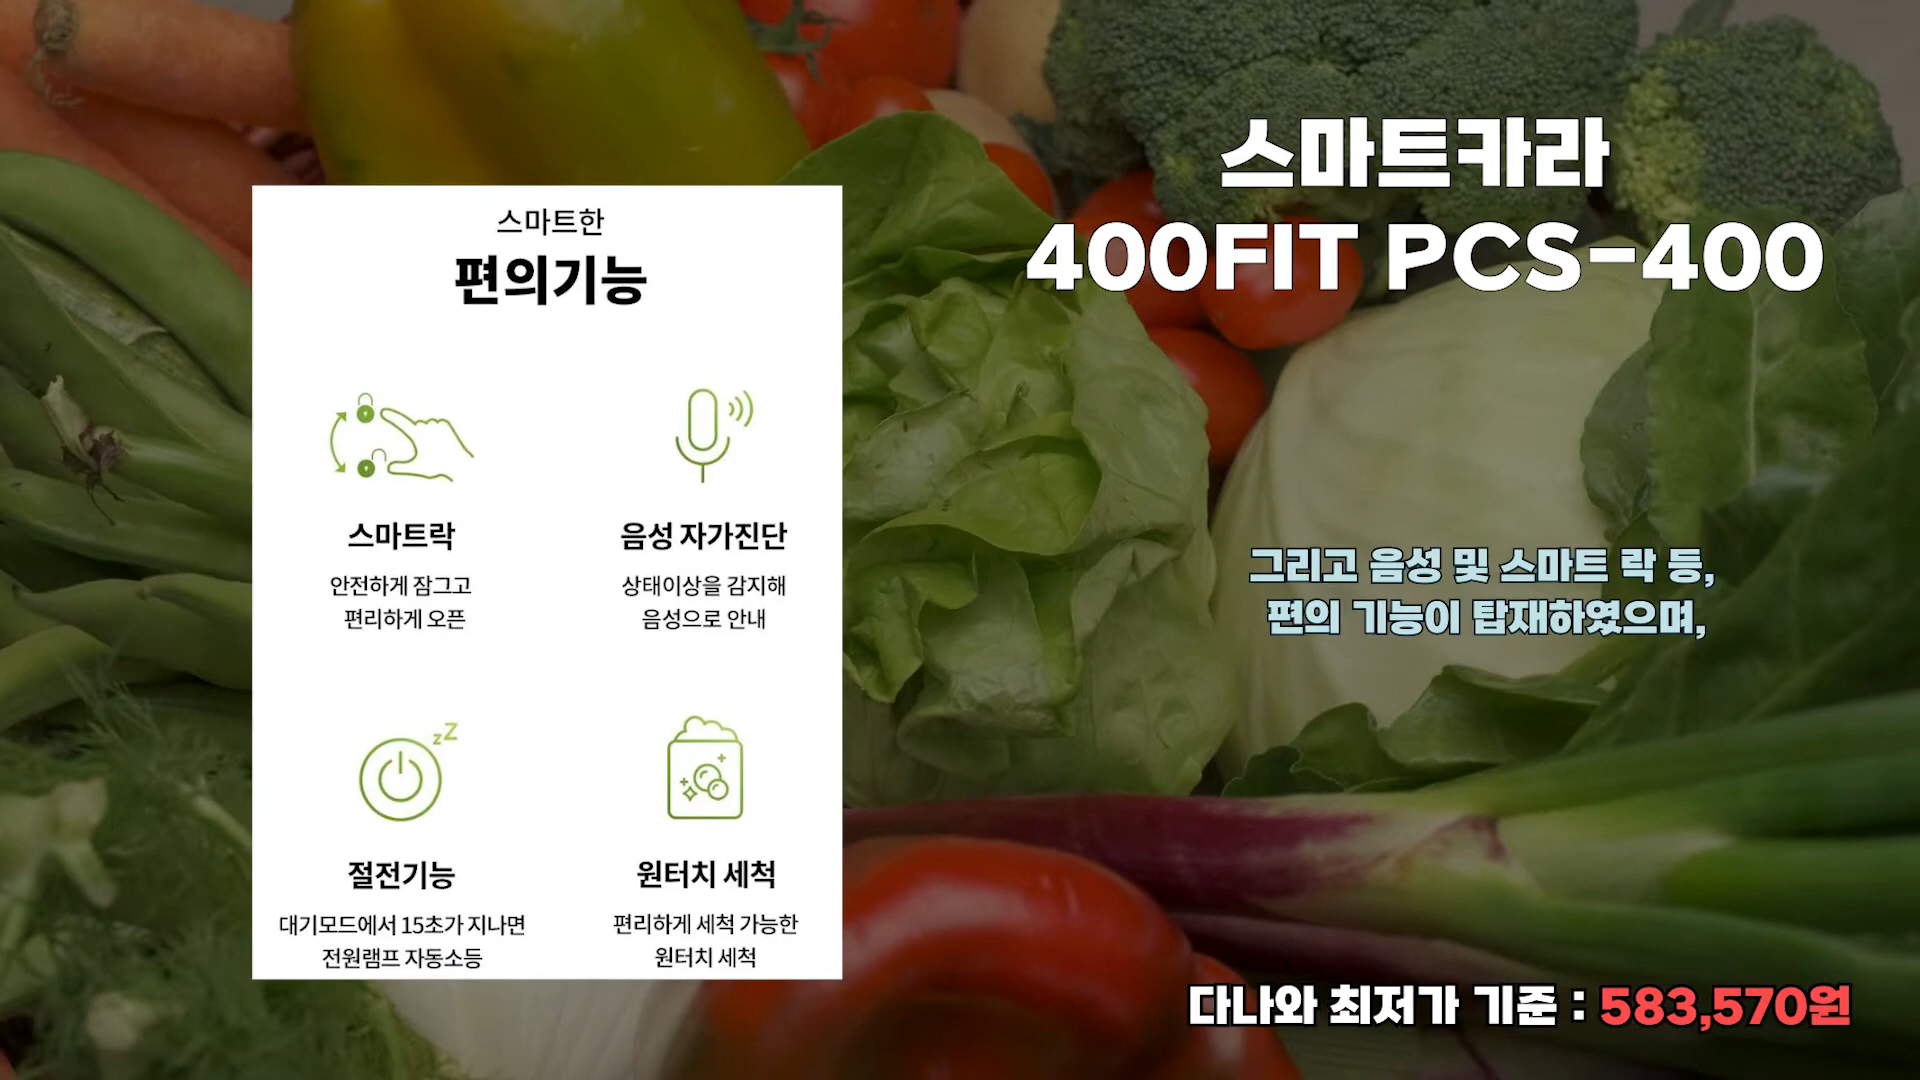 스마트한
편의기능
스마트락
안전하게 잠그고
편리하게 오픈
음성 자가진단
상태이상을 감지해
음성으로 안내
zZ
절전기능
대기모드에서 15초가 지나면
전원램프 자동소등
원터치 세척
편리하게 세척 가능한
원터치 세척
스마트카라
400FIT PCS-400
그리고 음성 및 스마트 락 등,
편의 기능이 탑재하였으며,
다나와 최저가 기준 : 583,570원